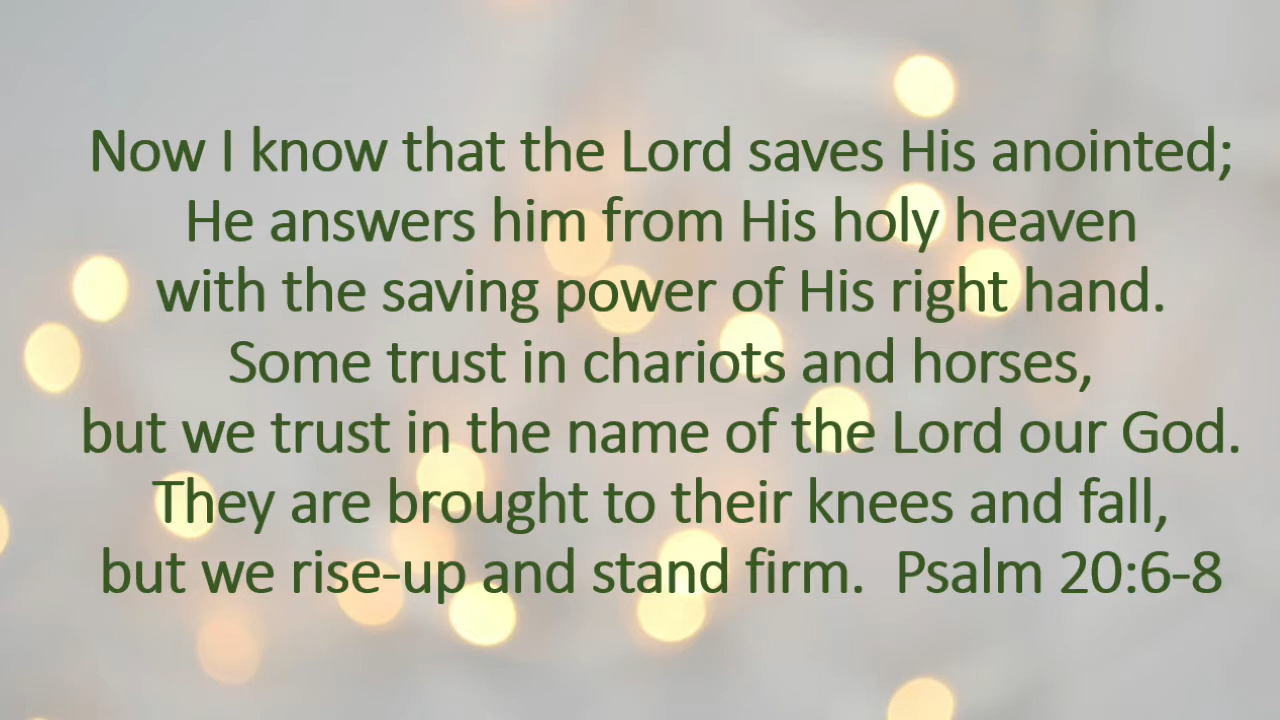 Now I know that the Lord saves His anointed;
He answers him from His holy heaven
with the saving power of His right hand.
Some trust in chariots and horses,
but we trust in the name of the Lord our God.
They are brought to their knees and fall,
but we rise-up and stand firm.  Psalm 20:6-8